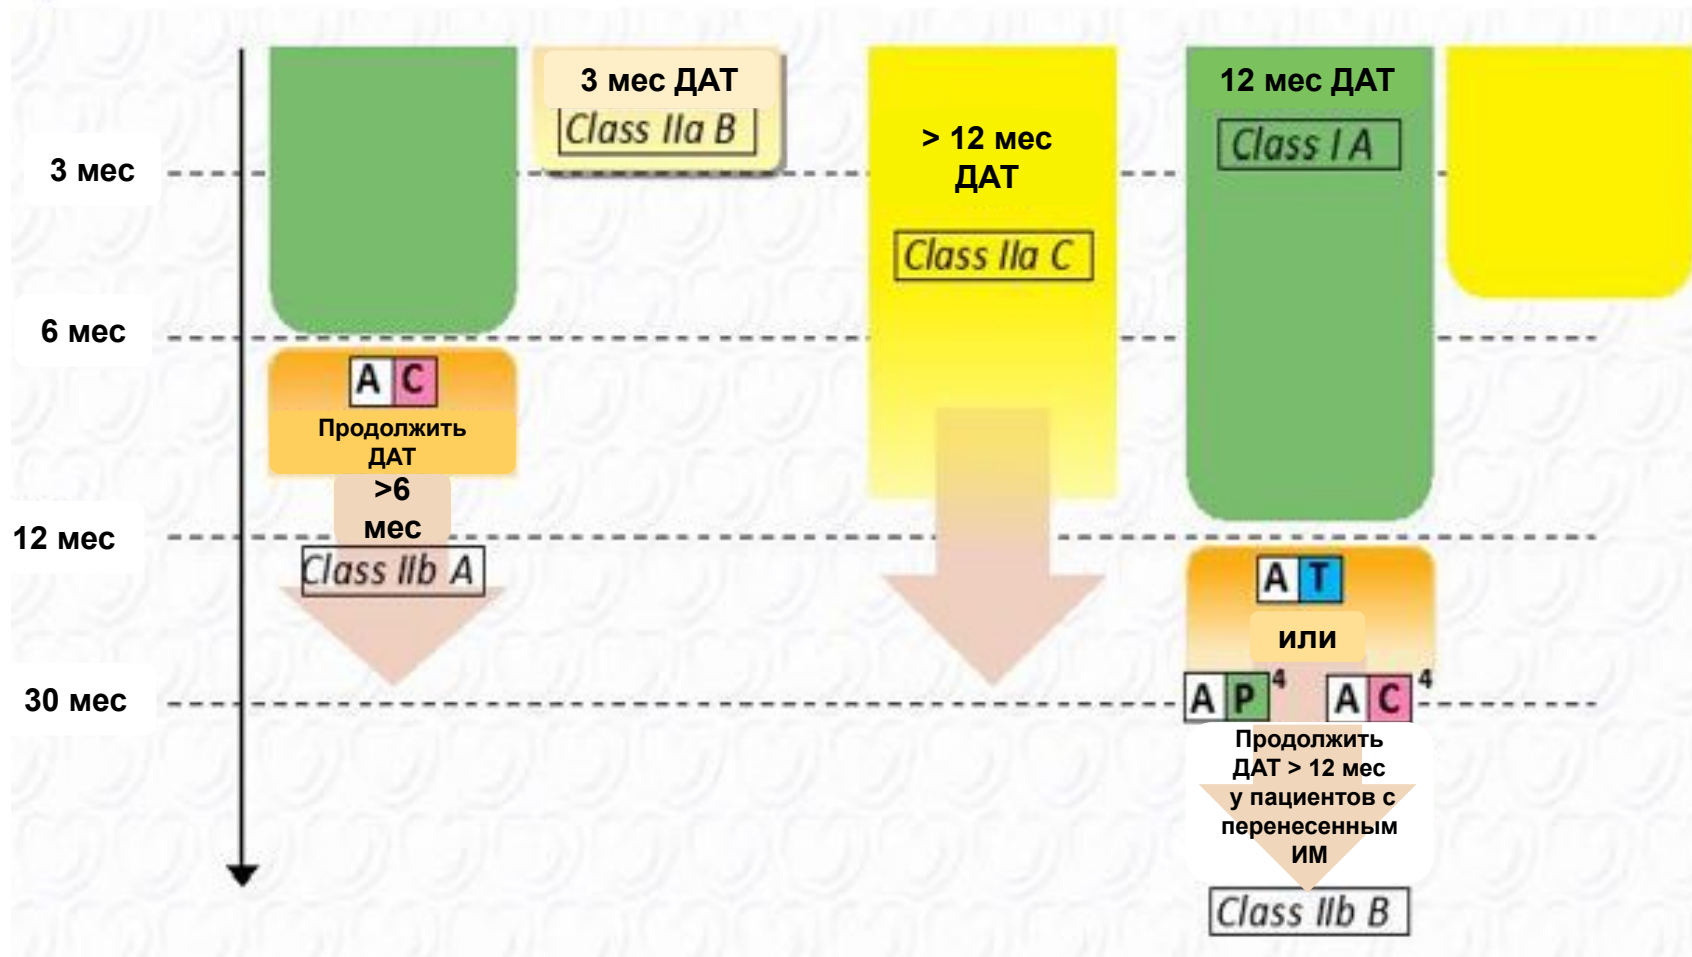 3 мес
6 мес
12 мес
30 мес
A C
Продолжить
ДАТ
>6
мес
Class IIb A
3 мес ДАТ
Class IIa B
> 12 мес
ДАТ
Class IIa C
12 мес ДАТ
Class I A
A T
или
A P 4 A C 4
Продолжить
ДАТ > 12 мес
у пациентов с
перенесенным
ИМ
Class IIb B